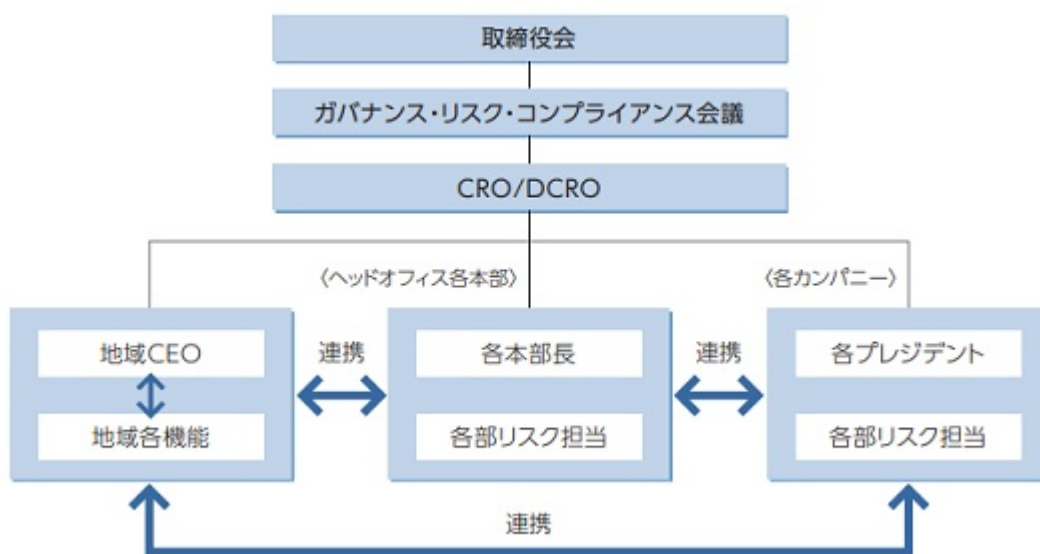 取締役会
ガバナンス・リスク・コンプライアンス会議
CRO/DCRO
〈ヘッドオフィス各本部〉
〈各カンパニー〉
地域CEO
地域各機能
連携
各本部長
各部リスク担当
連携
各プレジデント
各部リスク担当
連携